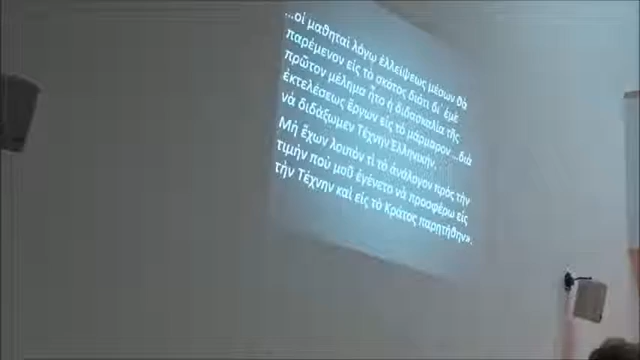 ...οἱ μαθηταί λόγῳ ἐλλείψεως μέσων θὰ
παρέμενον εἰς τὸ σκότος διότι δι᾽ ἐμὲ
πρῶτον μέλημα ἦτο ἡ διδασκαλία τῆς
ἐκτελέσεως ἔργων εἰς τὸ μάρμαρον...διὰ
νὰ διδάξωμεν Τέχνην Ἑλληνικήν.
Μὴ ἔχων λοιπὸν τὶ τὸ ἀνάλογον πρὸς τὴν
τιμὴν ποὺ μοῦ ἐγένετο νὰ προσφέρω εἰς
τὴν Τέχνην καὶ εἰς τὸ Κράτος παρητήθην».